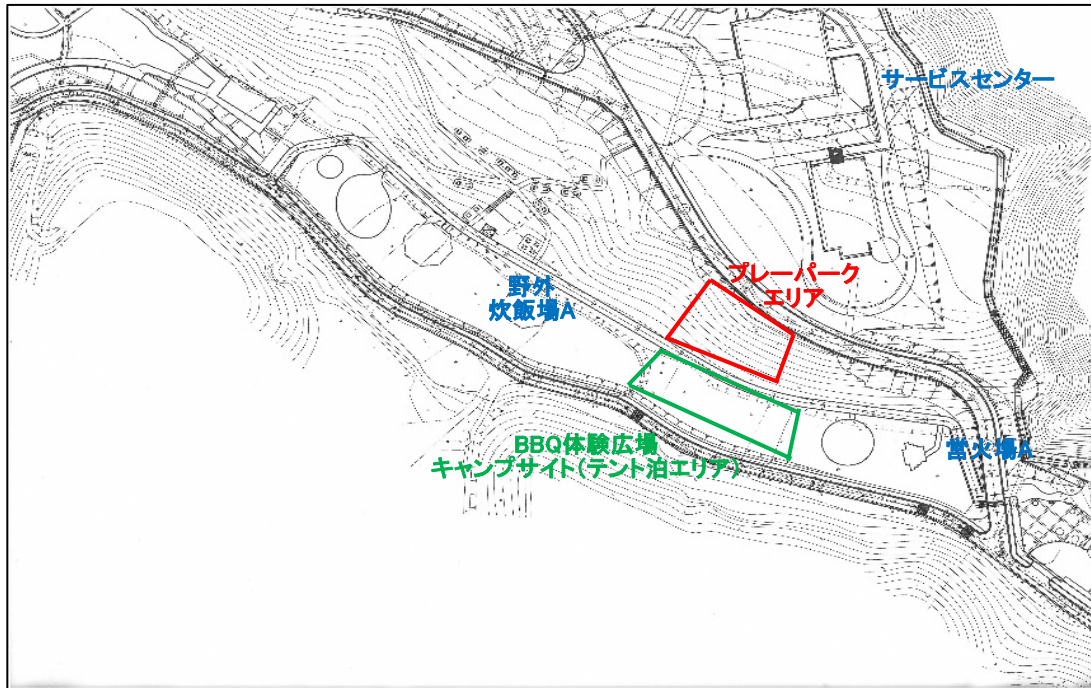 サービスセンター
プレーパーク
エリア
野外
炊飯場A
BBQ体験広場
キャンプサイト(テント泊エリア)
営火場A